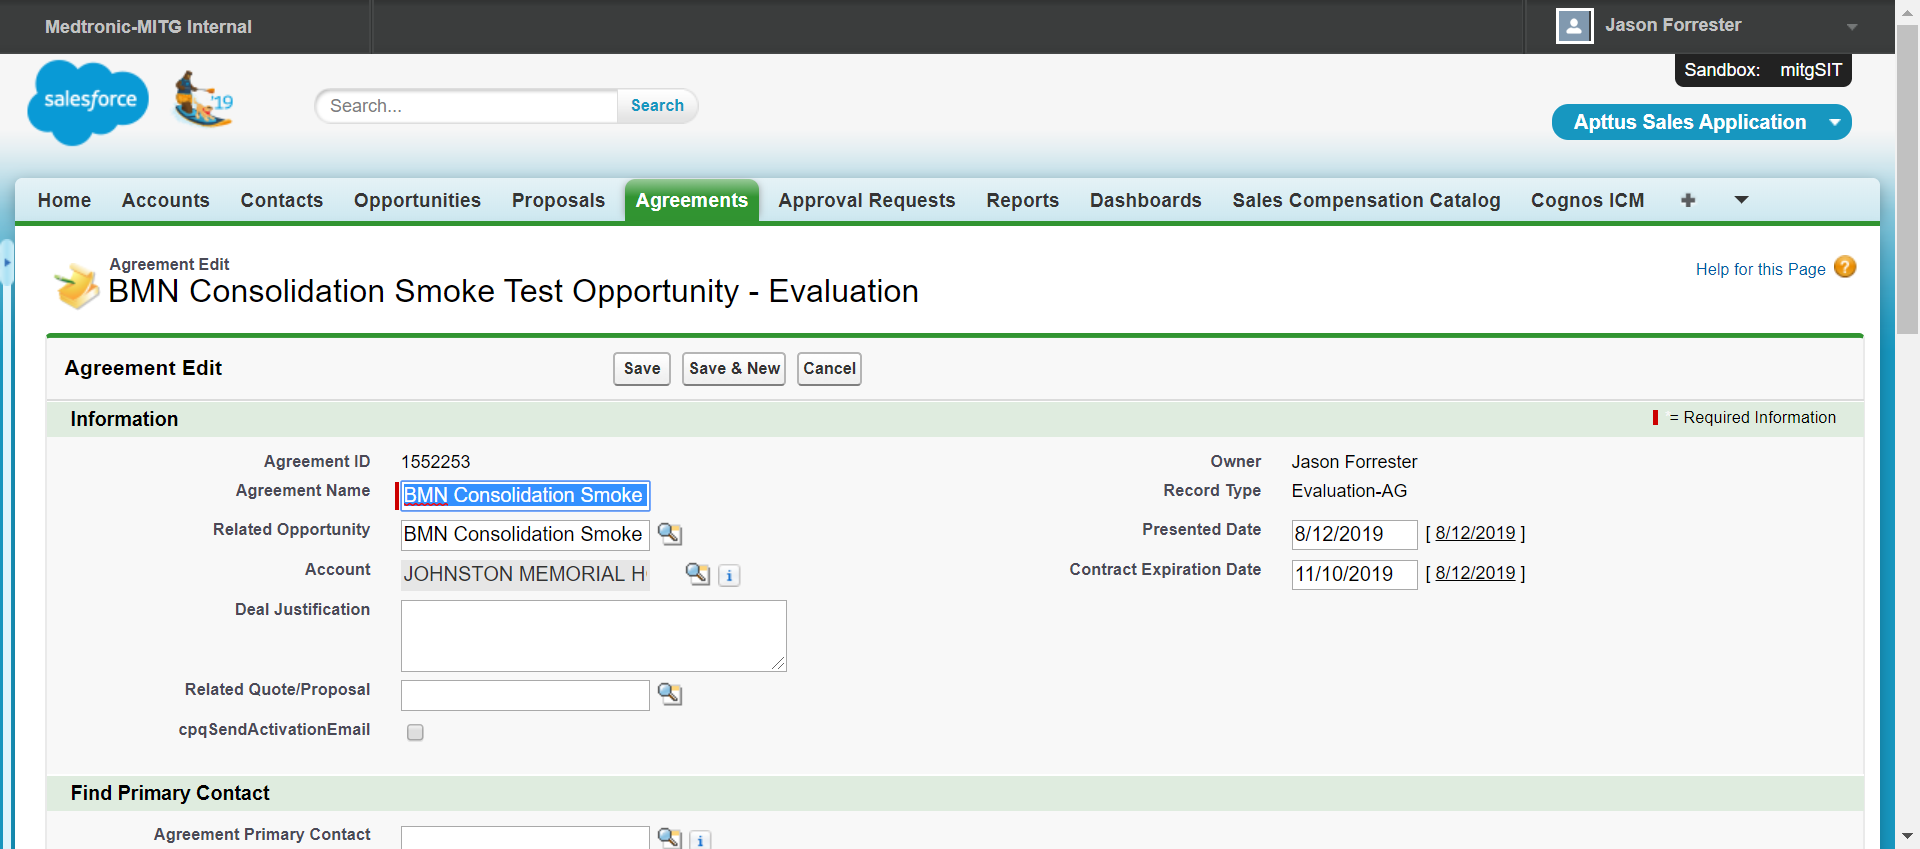 Medtronic-MITG Internal
Jason Forrester
Sandbox: mitgSIT
salesforce
'19
Search...
Search
Apttus Sales Application
Home Accounts Contacts Opportunities Proposals Agreements Approval Requests Reports Dashboards Sales Compensation Catalog Cognos ICM
Agreement Edit
BMN Consolidation Smoke Test Opportunity - Evaluation
Help for this Page ?
Agreement Edit
Save
Save & New
Cancel
Information
= Required Information
Agreement ID 1552253
Owner Jason Forrester
Agreement Name BMN Consolidation Smoke
Record Type Evaluation-AG
Related Opportunity BMN Consolidation Smoke
Presented Date 8/12/2019 [ 8/12/2019 ]
Account JOHNSTON MEMORIAL
Contract Expiration Date 11/10/2019 [ 8/12/2019 ]
Deal Justification
Related Quote/Proposal
cpqSendActivationEmail
Find Primary Contact
Agreement Primary Contact